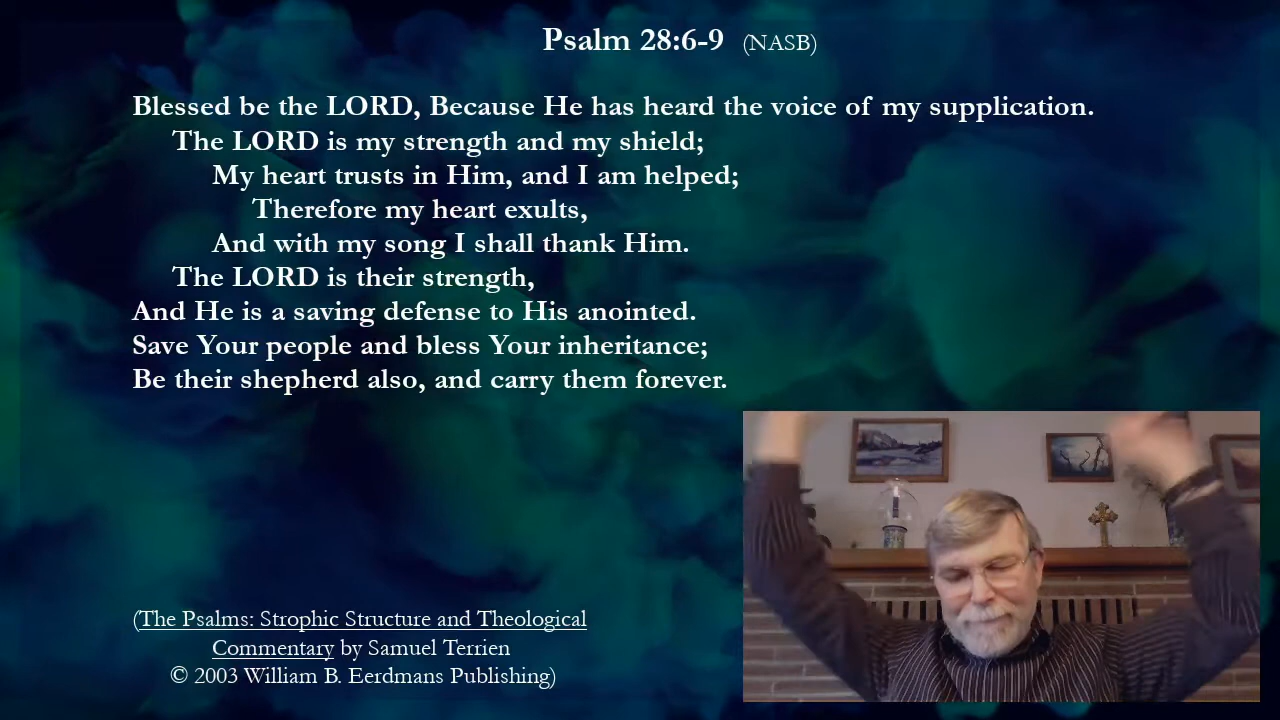 Psalm 28:6-9 (NASB)
Blessed be the LORD, Because He has heard the voice of my supplication.
The LORD is my strength and my shield;
My heart trusts in Him, and I am helped;
Therefore my heart exults,
And with my song I shall thank Him.
The LORD is their strength,
And He is a saving defense to His anointed.
Save Your people and bless Your inheritance;
Be their shepherd also, and carry them forever.
(The Psalms: Strophic Structure and Theological
Commentary by Samuel Terrien
© 2003 William B. Eerdmans Publishing)